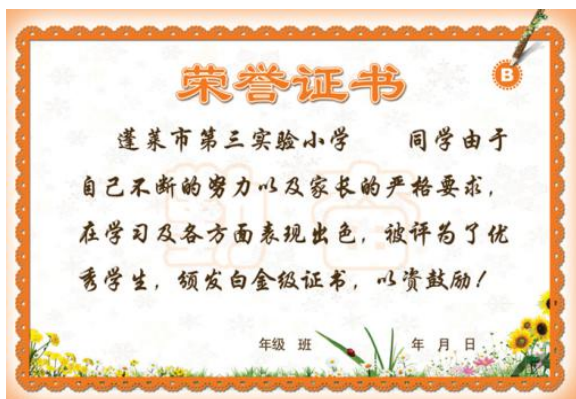 荣誉证书
B
蓬莱市第三实验小学 同学由于
自己不断的努力以及家长的严格要求，
在学习及各方面表现出色，被评为了优
秀学生，颁发白金级证书，以资鼓励！
勤奋
年级 班 年 月 日